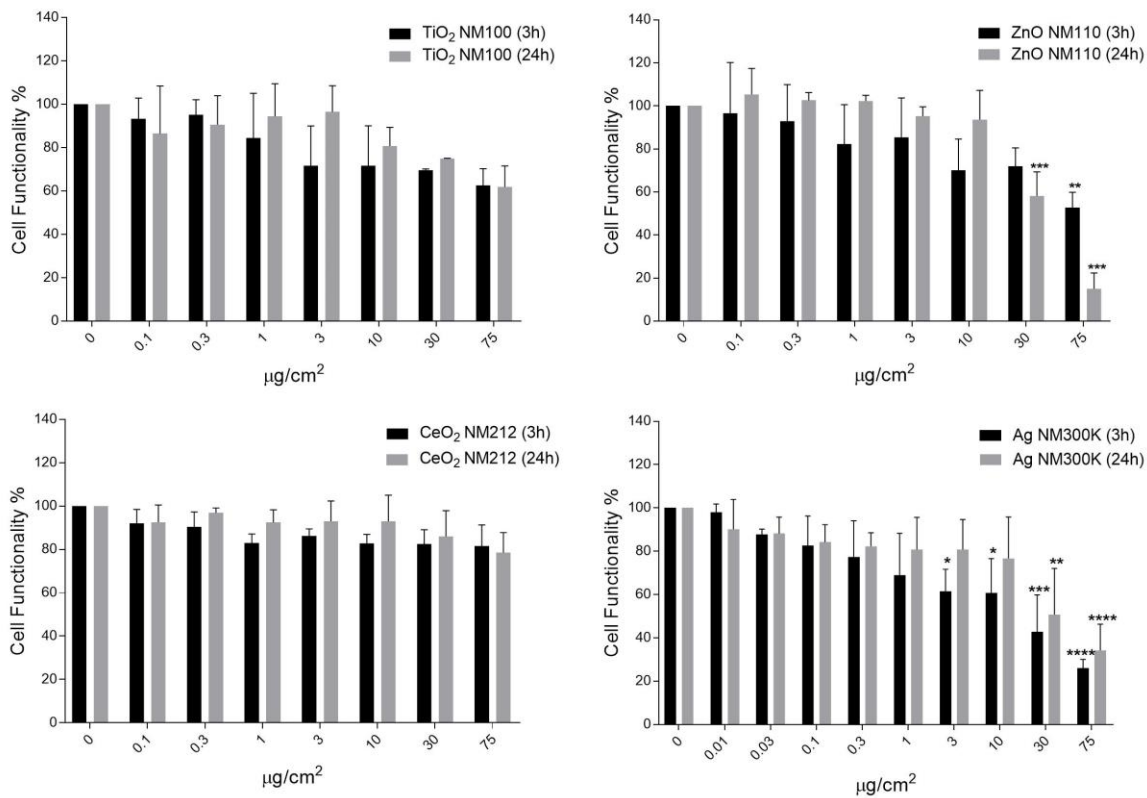 TiO2 NM100 (3h)
TiO2 NM100 (24h)
Cell Functionality %
140
120
100
80
60
40
20
0
0 0.1 0.3 1 3 10 30 75
μg/cm2
ZnO NM110 (3h)
ZnO NM110 (24h)
Cell Functionality %
140
120
100
80
60
40
20
0
*** ** ***
0 0.1 0.3 1 3 10 30 75
μg/cm2
CeO2 NM212 (3h)
CeO2 NM212 (24h)
Cell Functionality %
140
120
100
80
60
40
20
0
0 0.1 0.3 1 3 10 30 75
μg/cm2
Ag NM300K (3h)
Ag NM300K (24h)
Cell Functionality %
140
120
100
80
60
40
20
0
* * *** ** **** ****
0 0.01 0.03 0.1 0.3 1 3 10 30 75
μg/cm2